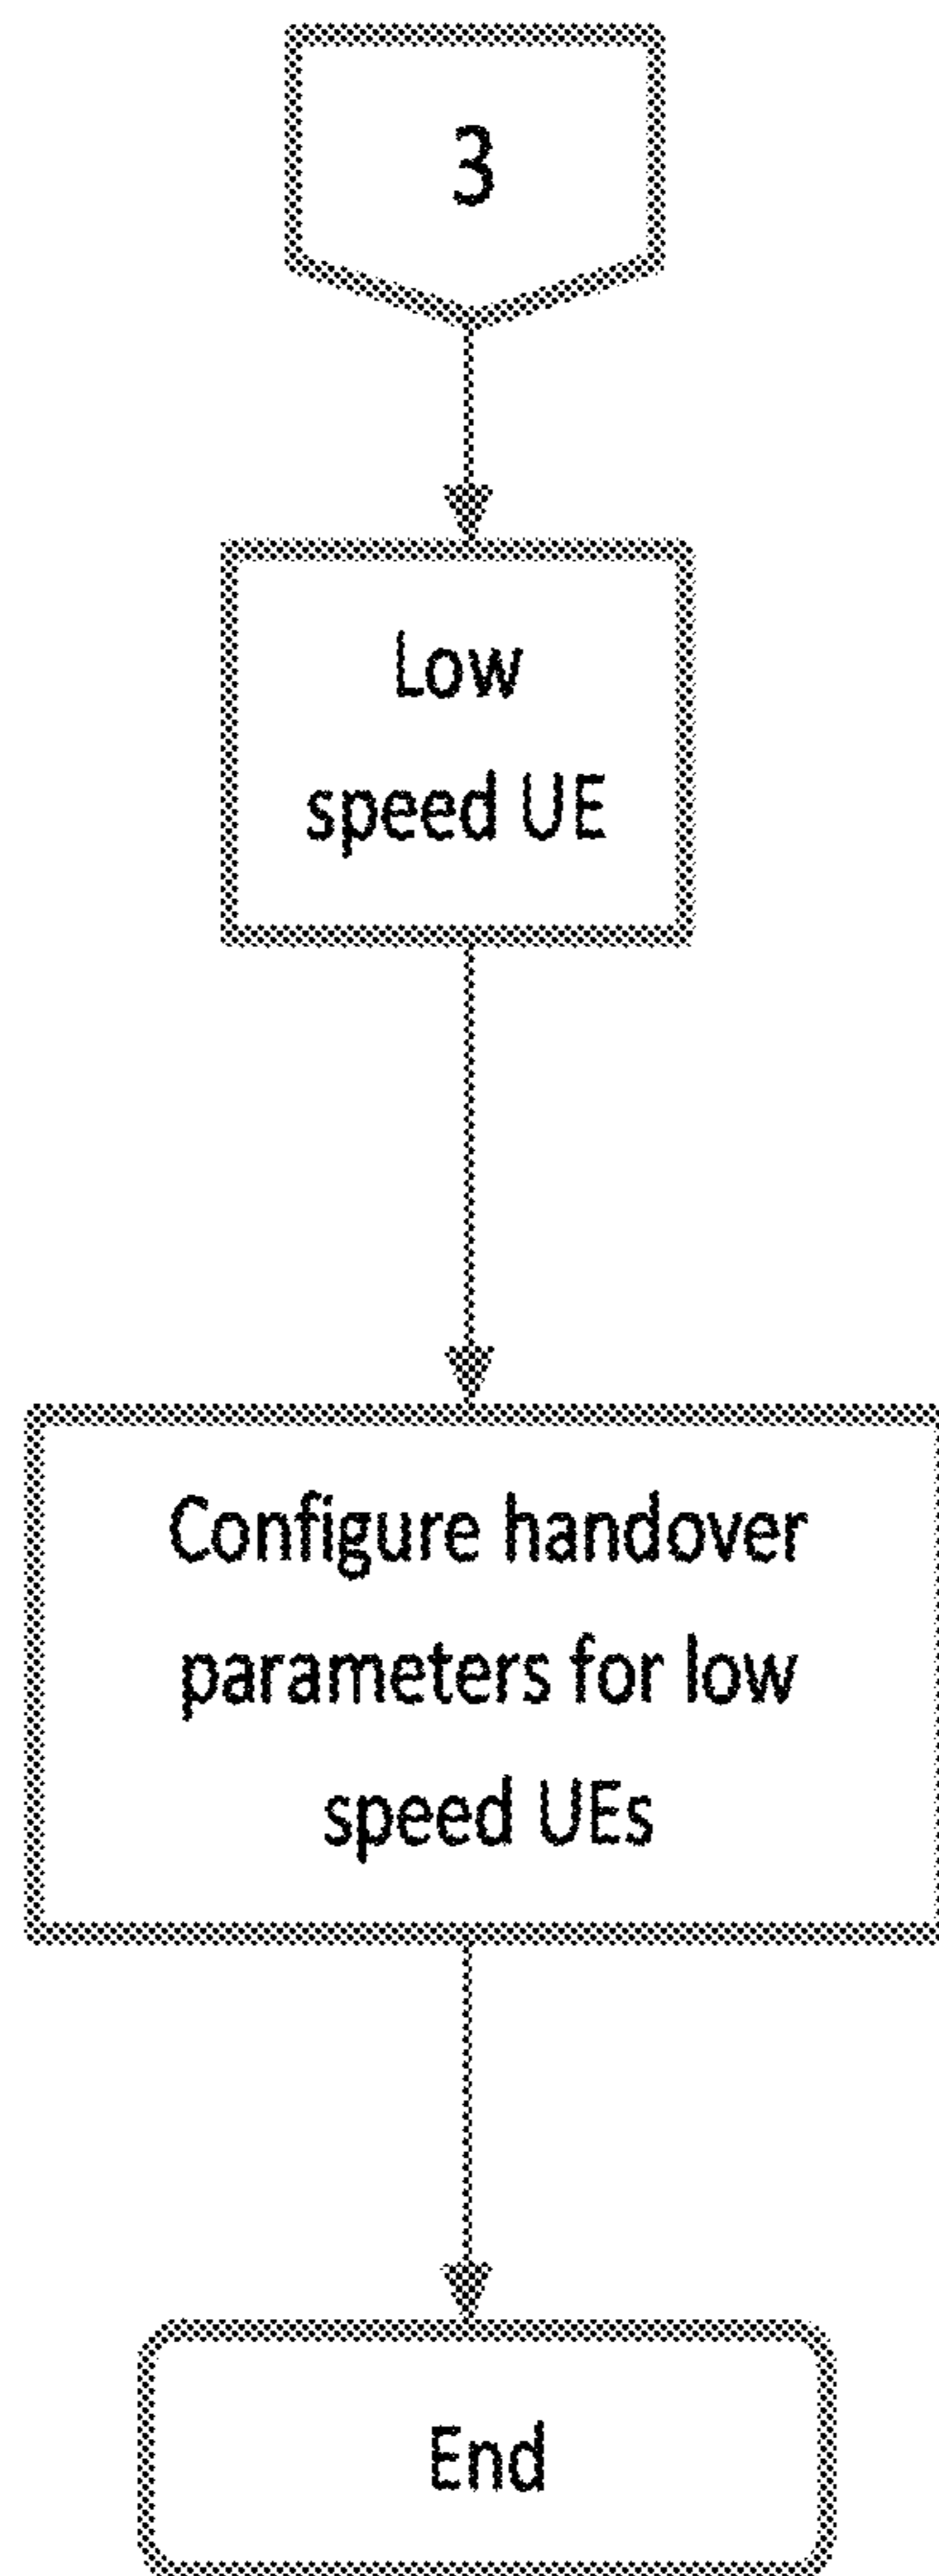 3
Low
speed UE
Configure handover
parameters for low
speed UEs
End